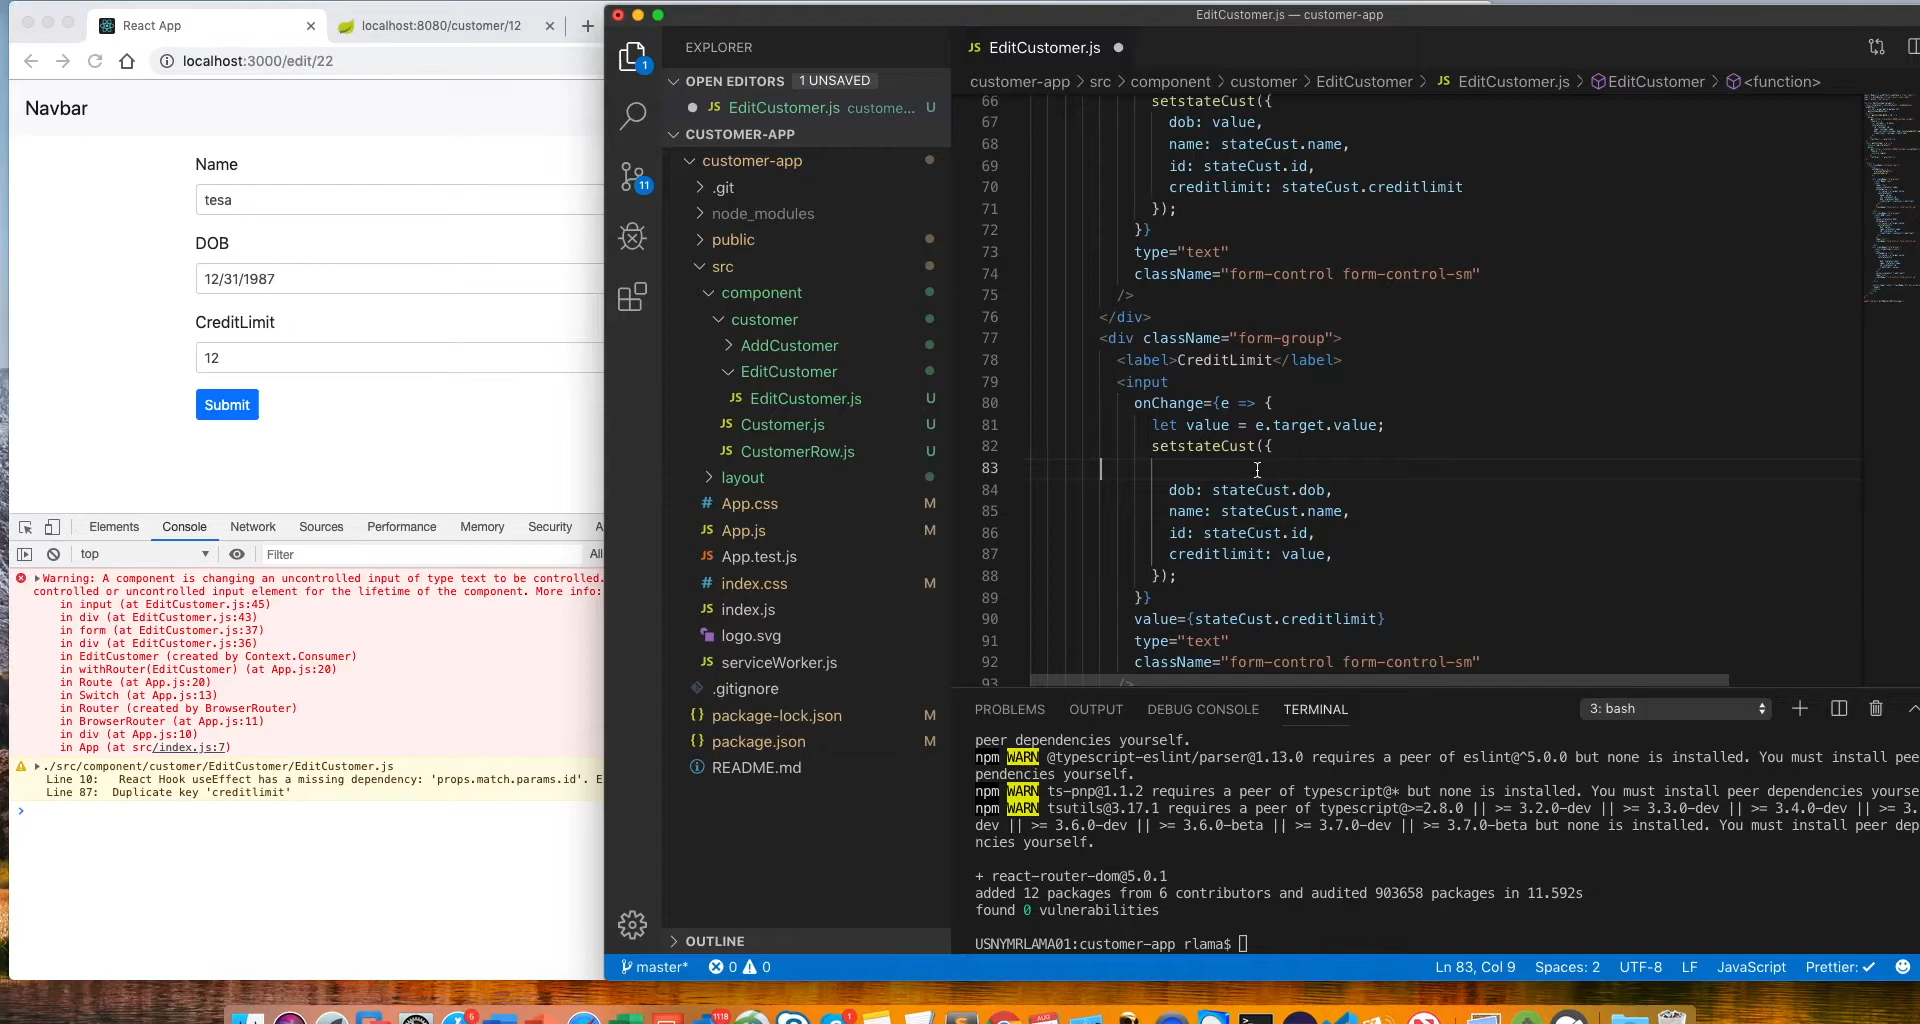 React App
localhost:8080/customer/12
localhost:3000/edit/22
Navbar
Name
tesa
DOB
12/31/1987
CreditLimit
12
Submit
Elements Console Network Sources Performance Memory Security A
top Filter All
Warning: A component is changing an uncontrolled input of type text to be controlled.
controlled or uncontrolled input element for the lifetime of the component. More info:
in input (at EditCustomer.js:45)
in div (at EditCustomer.js:43)
in form (at EditCustomer.js:37)
in div (at EditCustomer.js:36)
in EditCustomer (created by Context.Consumer)
in withRouter(EditCustomer) (at App.js:20)
in Route (at App.js:20)
in Switch (at App.js:13)
in Router (created by BrowserRouter)
in BrowserRouter (at App.js:11)
in div (at App.js:10)
in App (at src/index.js:7)
./src/component/customer/EditCustomer/EditCustomer.js
Line 10: React Hook useEffect has a missing dependency: 'props.match.params.id'. E
Line 87: Duplicate key 'creditlimit'
>
EditCustomer.js — customer-app
1
11
EXPLORER
OPEN EDITORS 1 UNSAVED
JS EditCustomer.js custome... U
CUSTOMER-APP
customer-app
.git
node_modules
public
src
component
customer
AddCustomer
EditCustomer
JS EditCustomer.js U
JS Customer.js U
JS CustomerRow.js U
layout
# App.css M
JS App.js M
JS App.test.js
# index.css M
JS index.js
logo.svg
JS serviceWorker.js
.gitignore
{} package-lock.json M
{} package.json M
README.md
OUTLINE
JS EditCustomer.js
customer-app > src > component > customer > EditCustomer > JS EditCustomer.js > EditCustomer > <function>
66 setstateCust({
67 dob: value,
68 name: stateCust.name,
69 id: stateCust.id,
70 creditlimit: stateCust.creditlimit
71 });
72 }}
73 type="text"
74 className="form-control form-control-sm"
75 />
76 </div>
77 <div className="form-group">
78 <label>CreditLimit</label>
79 <input
80 onChange={e => {
81 let value = e.target.value;
82 setstateCust({
83
84 dob: stateCust.dob,
85 name: stateCust.name,
86 id: stateCust.id,
87 creditlimit: value,
88 });
89 }}
90 value={stateCust.creditlimit}
91 type="text"
92 className="form-control form-control-sm"
93 />
PROBLEMS OUTPUT DEBUG CONSOLE TERMINAL 3: bash
peer dependencies yourself.
npm WARN @typescript-eslint/parser@1.13.0 requires a peer of eslint@^5.0.0 but none is installed. You must install pee
pendencies yourself.
npm WARN ts-pnp@1.1.2 requires a peer of typescript@* but none is installed. You must install peer dependencies yourse
npm WARN tsutils@3.17.1 requires a peer of typescript@>=2.8.0 || >= 3.2.0-dev || >= 3.3.0-dev || >= 3.4.0-dev || >= 3.
dev || >= 3.6.0-dev || >= 3.6.0-beta || >= 3.7.0-dev || >= 3.7.0-beta but none is installed. You must install peer dep
ncies yourself.
+ react-router-dom@5.0.1
added 12 packages from 6 contributors and audited 903658 packages in 11.592s
found 0 vulnerabilities
USNYMRLAMA01:customer-app rlama$
master* 0 0 Ln 83, Col 9 Spaces: 2 UTF-8 LF JavaScript Prettier: ✓
6 1118 1 AUG